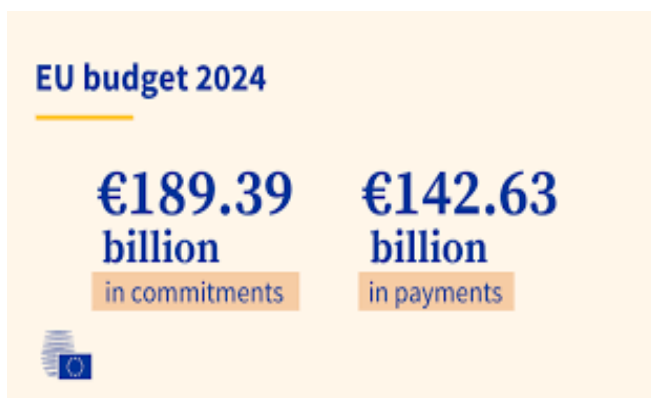 EU budget 2024
€189.39
billion
in commitments
€142.63
billion
in payments